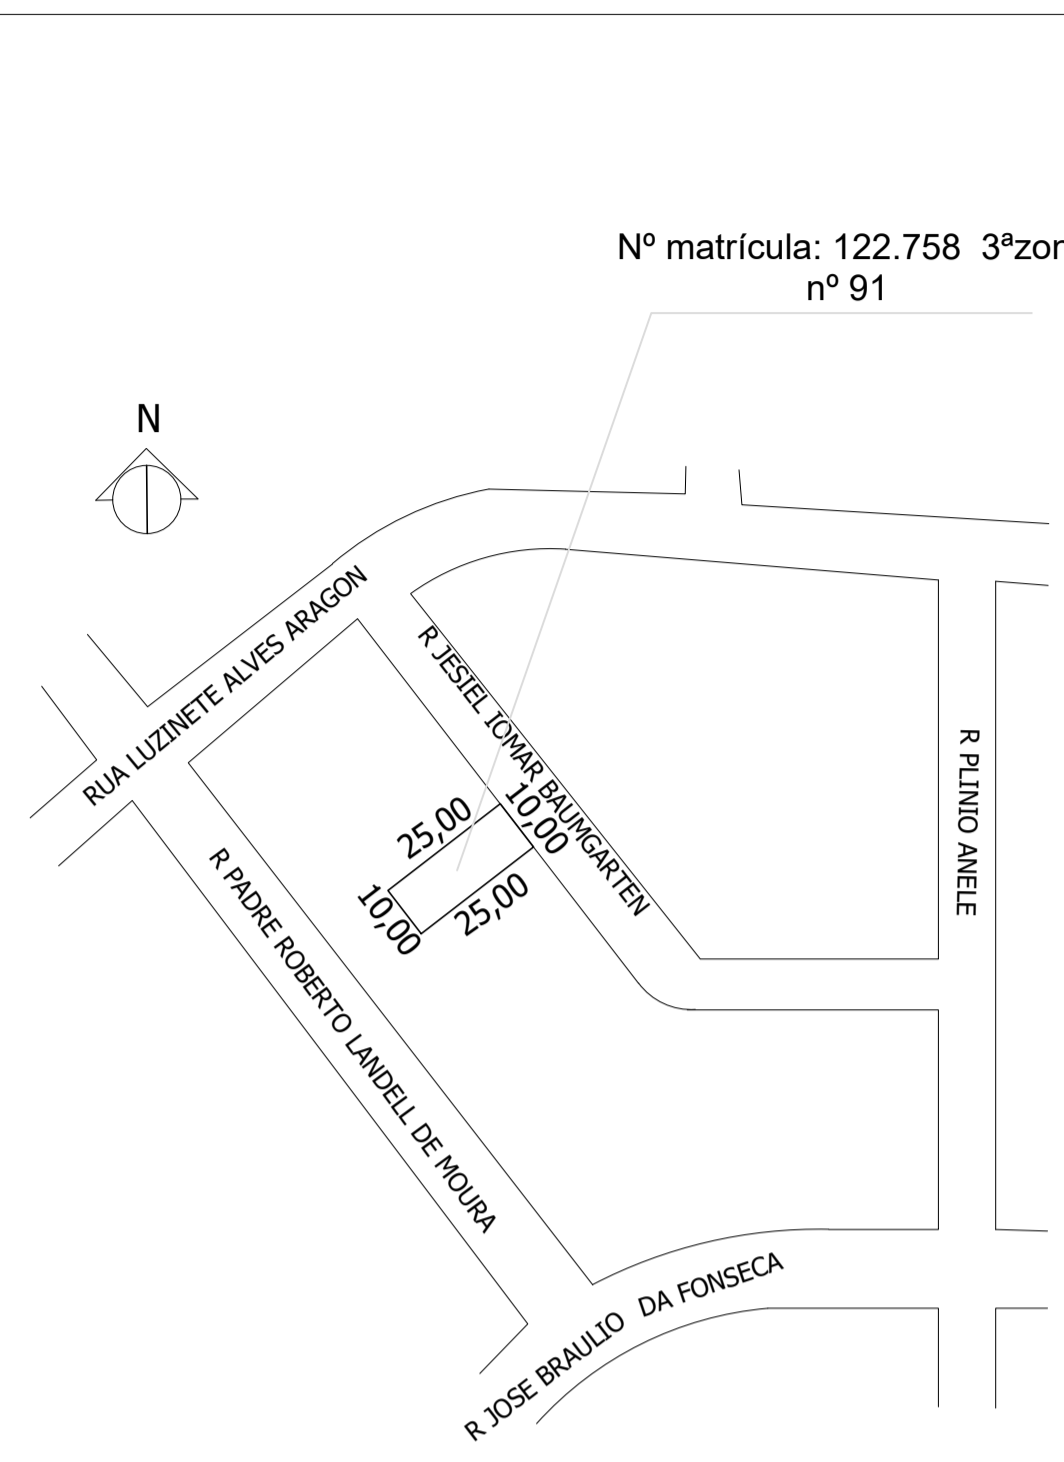 Nº matrícula: 122.758 3ªzon
nº 91
N
RUA LUZINETE ALVES ARAGON
R JESIEL IOMAR BAUMGARTEN
R PLINIO ANELE
25,00
10,00
10,00
25,00
R PADRE ROBERTO LANDELL DE MOURA
R JOSE BRAULIO DA FONSECA